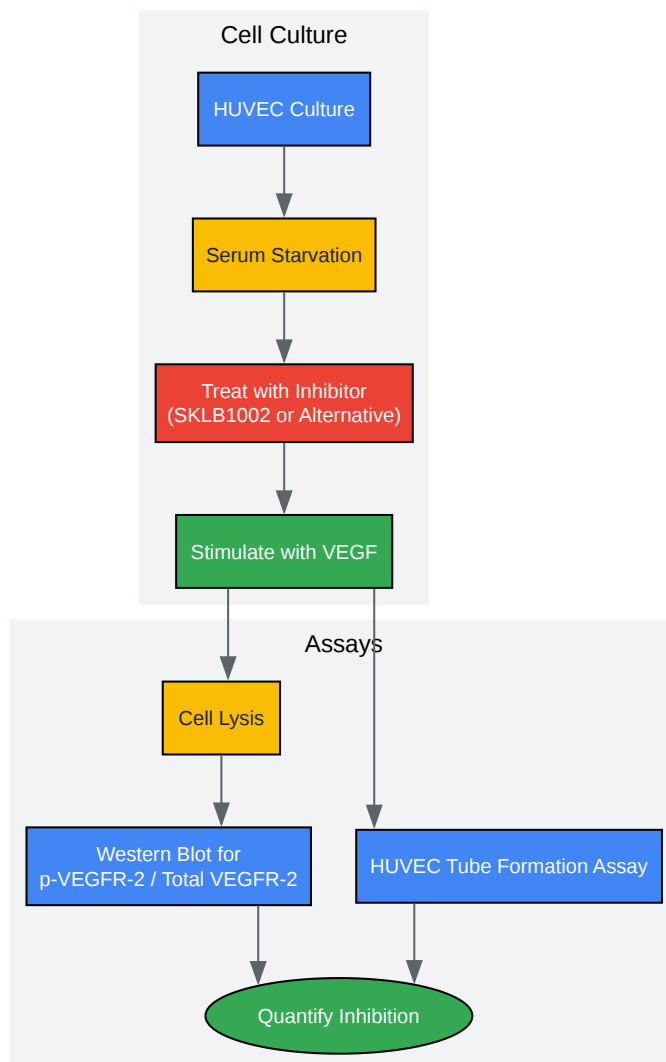 Cell Culture
HUVEC Culture
Serum Starvation
Treat with Inhibitor
(SKLB1002 or Alternative)
Stimulate with VEGF
Assays
Cell Lysis
Western Blot for
p-VEGFR-2 / Total VEGFR-2
HUVEC Tube Formation Assay
Quantify Inhibition